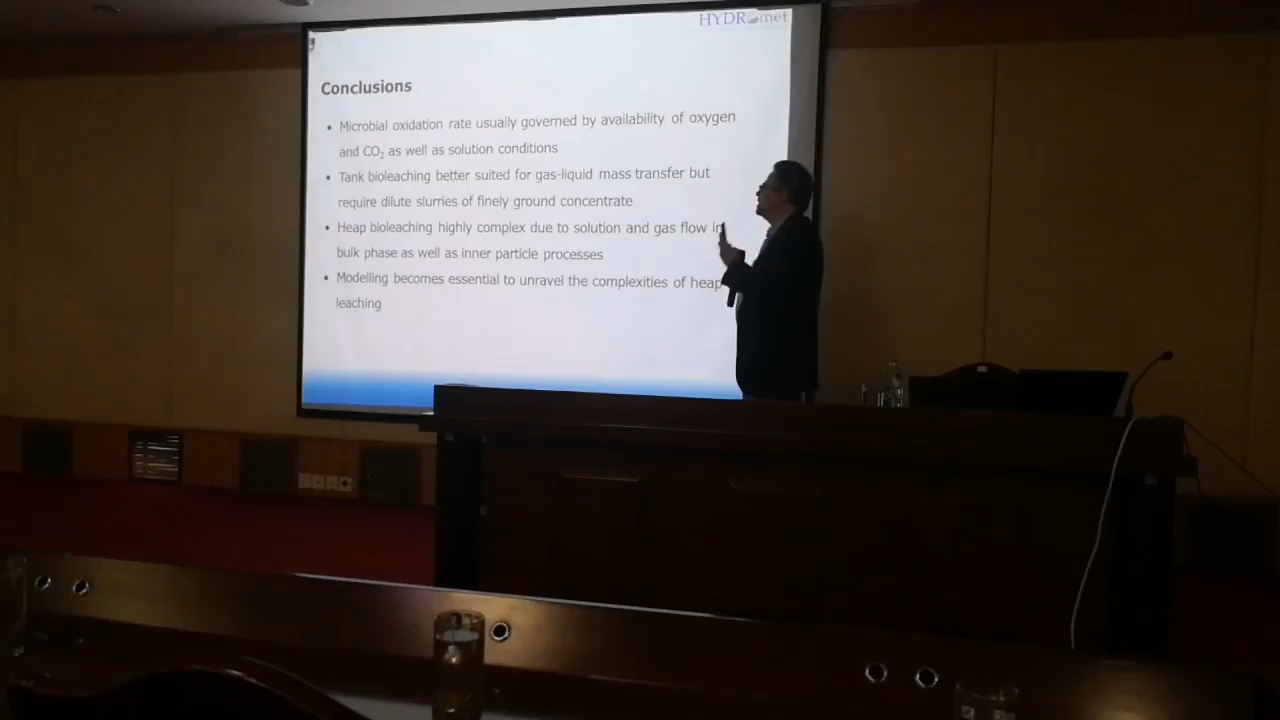 HYDROmet
Conclusions
• Microbial oxidation rate usually governed by availability of oxygen
and CO₂ as well as solution conditions
• Tank bioleaching better suited for gas-liquid mass transfer but
require dilute slurries of finely ground concentrate
• Heap bioleaching highly complex due to solution and gas flow in
bulk phase as well as inner particle processes
• Modelling becomes essential to unravel the complexities of heap
leaching